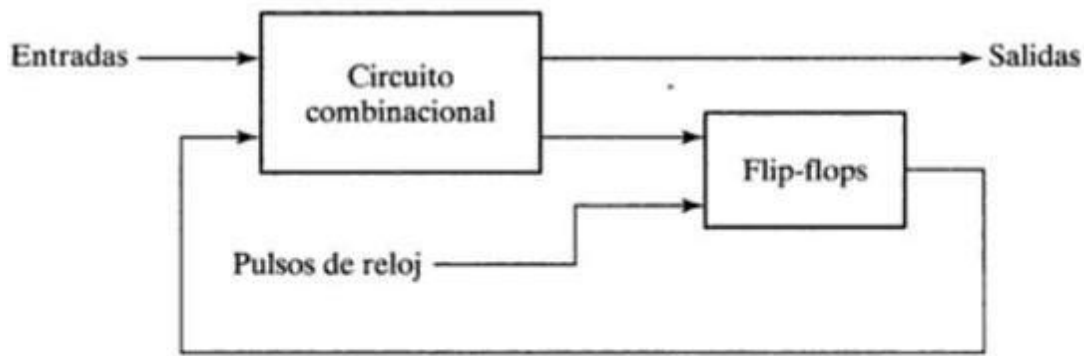 Entradas
Circuito
combinacional
Salidas
Flip-flops
Pulsos de reloj